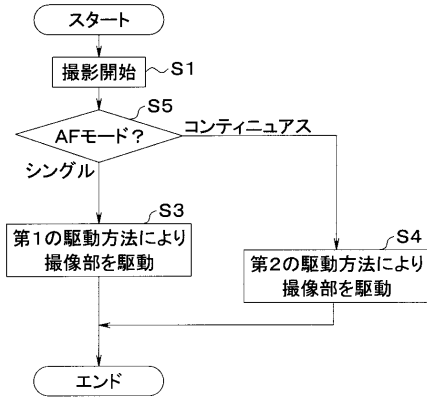 スタート
撮影開始
S1
S5
AFモード?
コンティニュアス
シングル
S3
第1の駆動方法により
撮像部を駆動
S4
第2の駆動方法により
撮像部を駆動
エンド